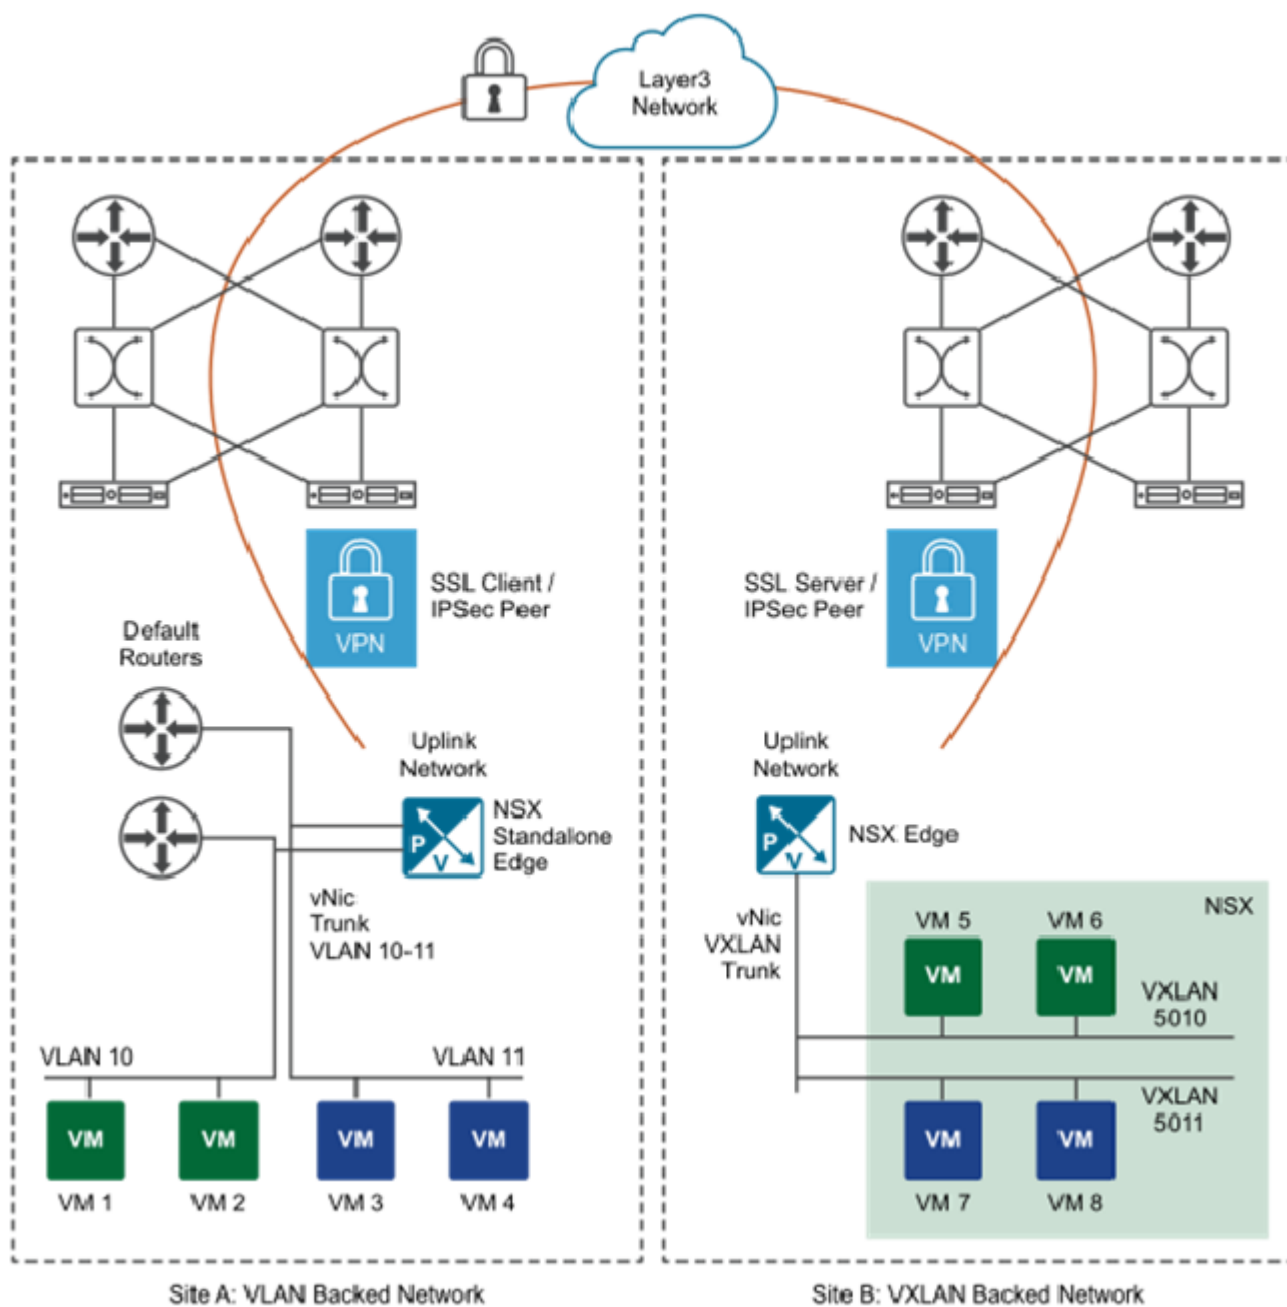 Layer3
Network
SSL Client /
IPSec Peer
VPN
Default
Routers
Uplink
Network
NSX
Standalone
Edge
P
V
vNic
Trunk
VLAN 10-11
VLAN 10
VLAN 11
VM
VM
VM
VM
VM 1
VM 2
VM 3
VM 4
Site A: VLAN Backed Network
SSL Server /
IPSec Peer
VPN
Uplink
Network
P
V
NSX Edge
vNic
VXLAN
Trunk
NSX
VM 5
VM 6
VM
VM
VXLAN
5010
VXLAN
5011
VM
VM
VM 7
VM 8
Site B: VXLAN Backed Network